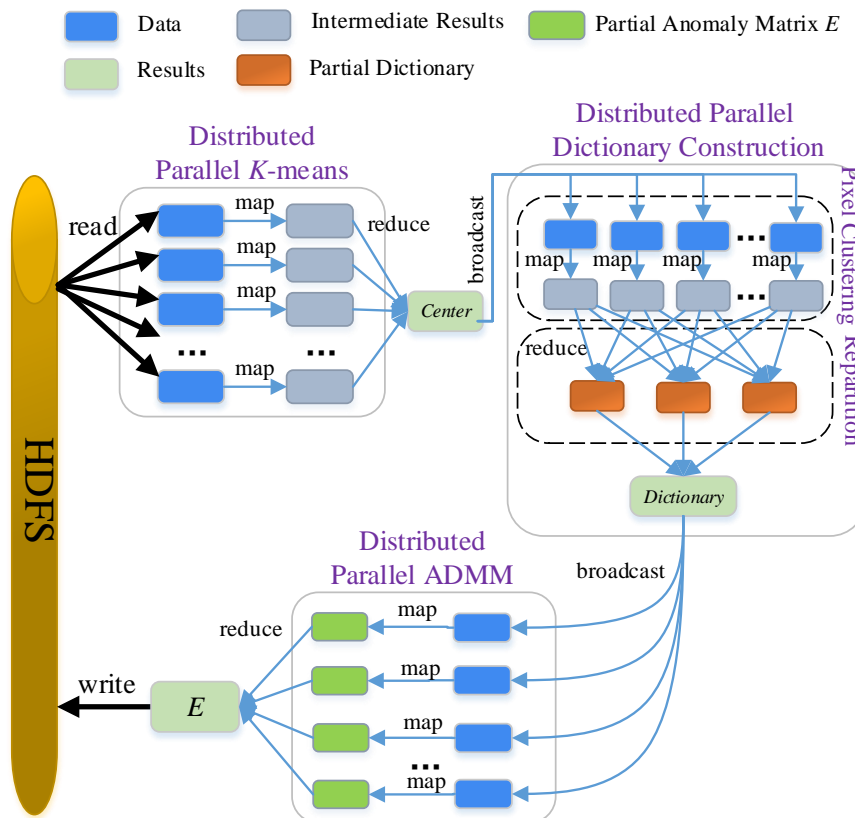 Data
Intermediate Results
Partial Anomaly Matrix E
Results
Partial Dictionary
Distributed
Parallel K-means
Distributed Parallel
Dictionary Construction
read
map
map
map
...
...
map
reduce
Center
broadcast
Pixel Clustering Repatition
...
map
map
map
map
...
reduce
Dictionary
HDFS
Distributed
Parallel ADMM
broadcast
map
reduce
map
write
E
map
...
map